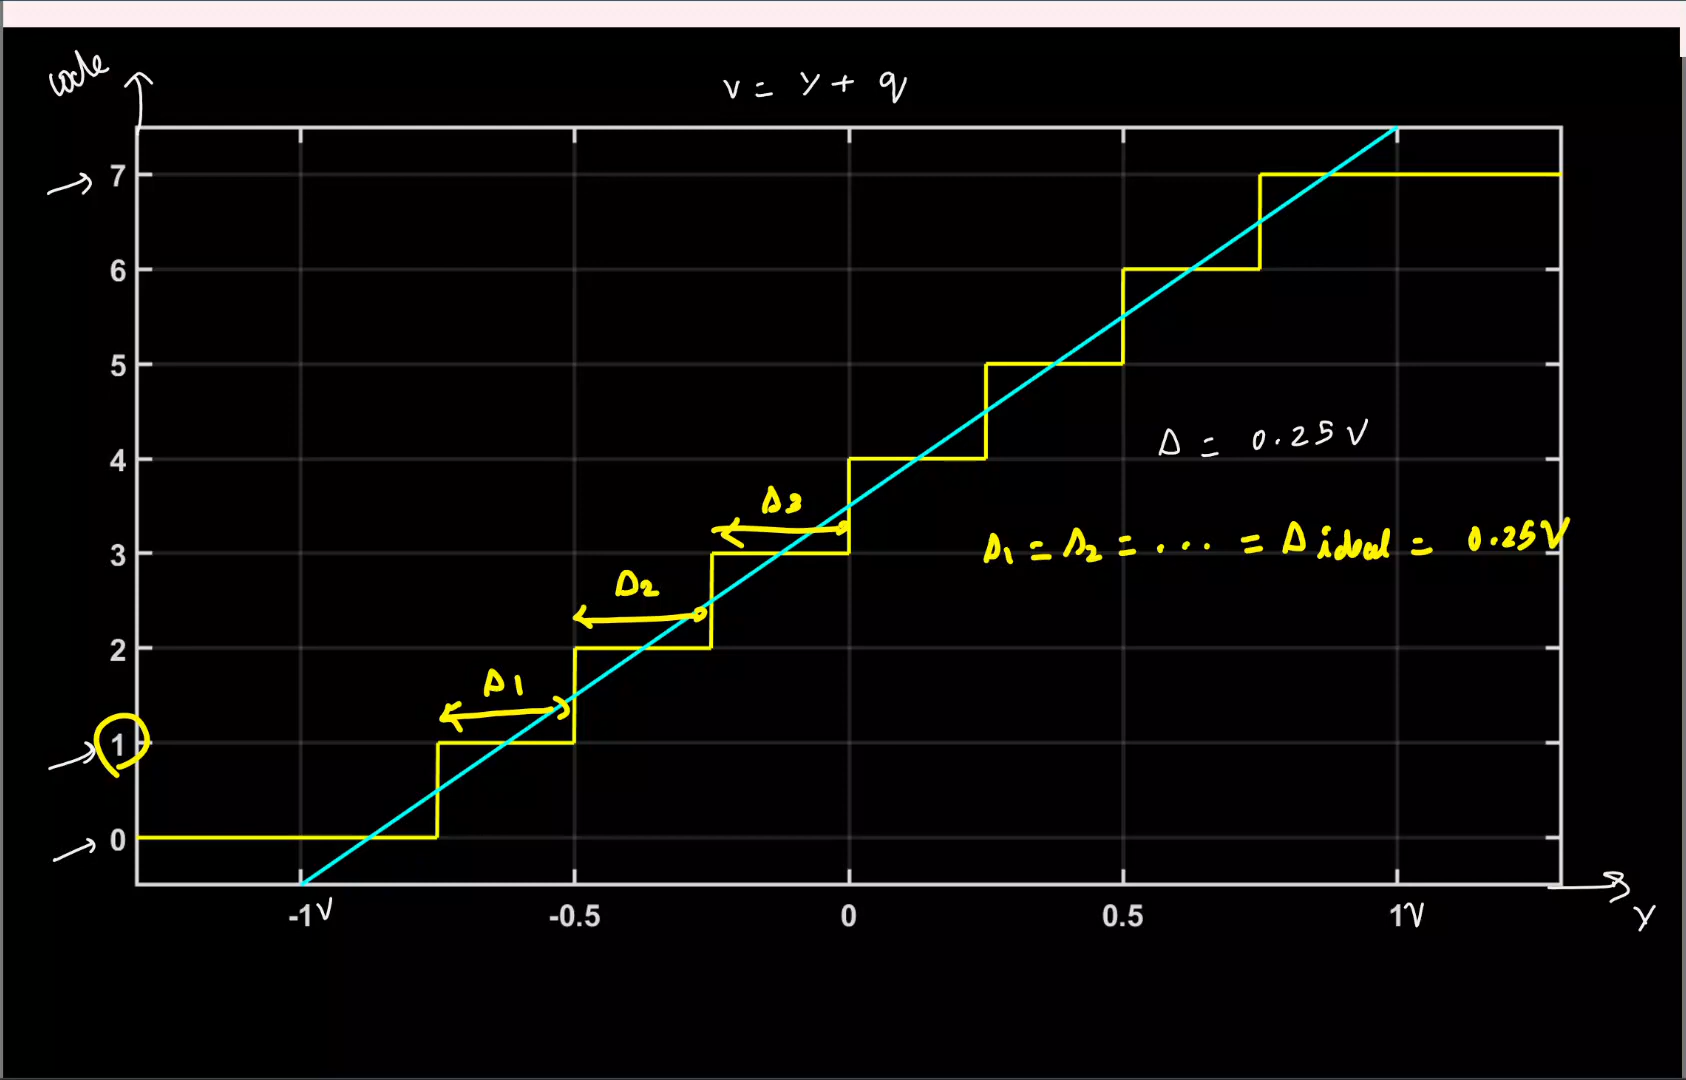 code
v = y + q
7
6
5
Δ = 0.25 V
4
Δ3
Δ1 = Δ2 = . . . = Δ ideal = 0.25V
3
Δ2
2
Δ1
1
0
-1V -0.5 0 0.5 1V y